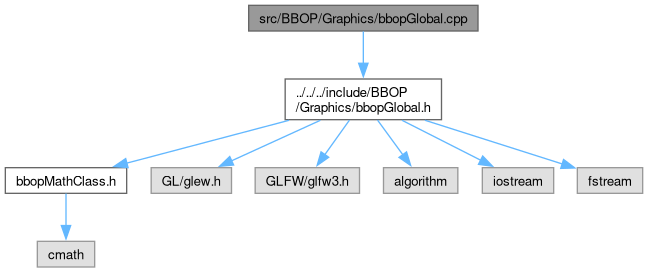 src/BBOP/Graphics/bbopGlobal.cpp
../../../include/BBOP
/Graphics/bbopGlobal.h
bbopMathClass.h
GL/glew.h
GLFW/glfw3.h
algorithm
iostream
fstream
cmath